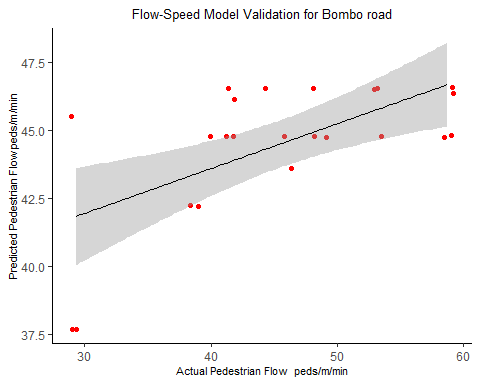 Flow-Speed Model Validation for Bombo road
Predicted Pedestrian Flowpeds/m/min
47.5
45.0
42.5
40.0
37.5
30 40 50 60
Actual Pedestrian Flow peds/m/min